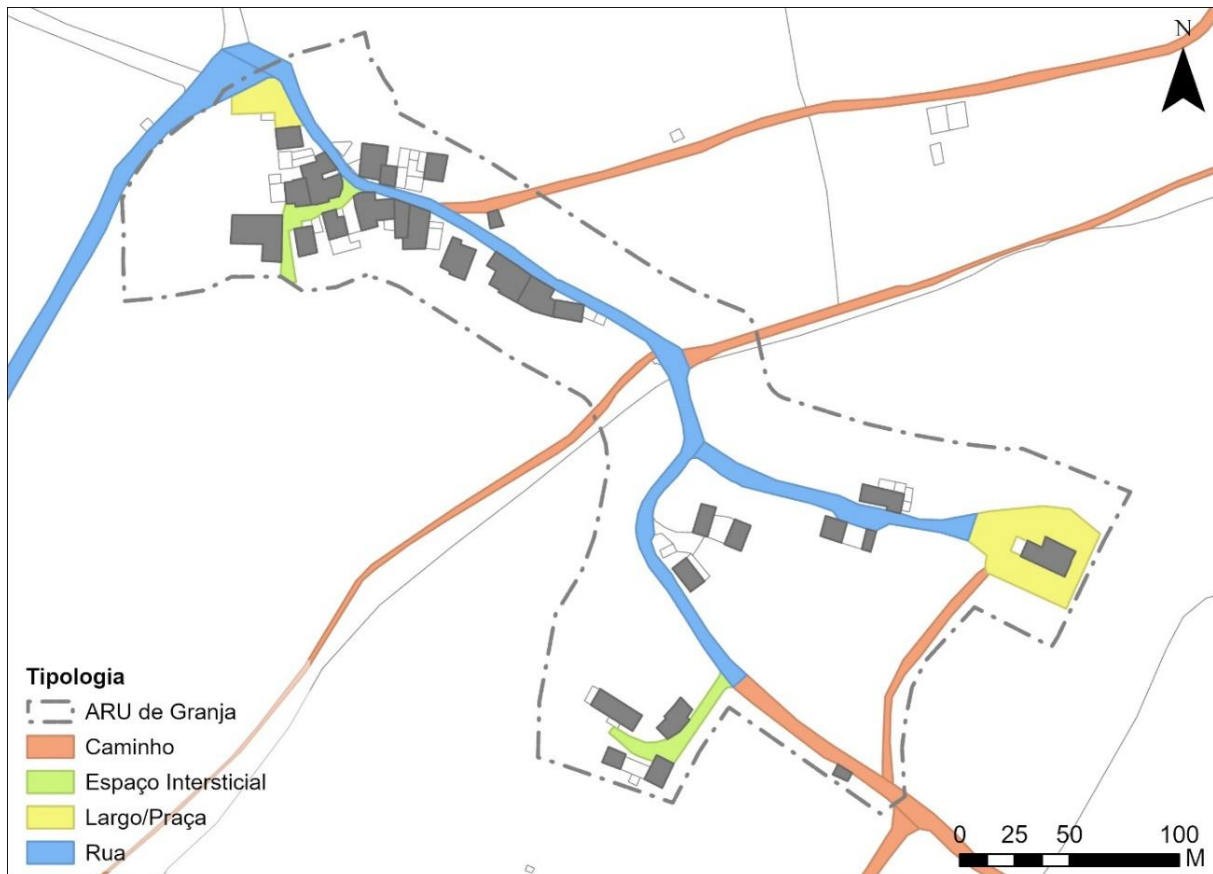 N
Tipologia
ARU de Granja
Caminho
Espaço Intersticial
Largo/Praça
Rua
0 25 50 100
M